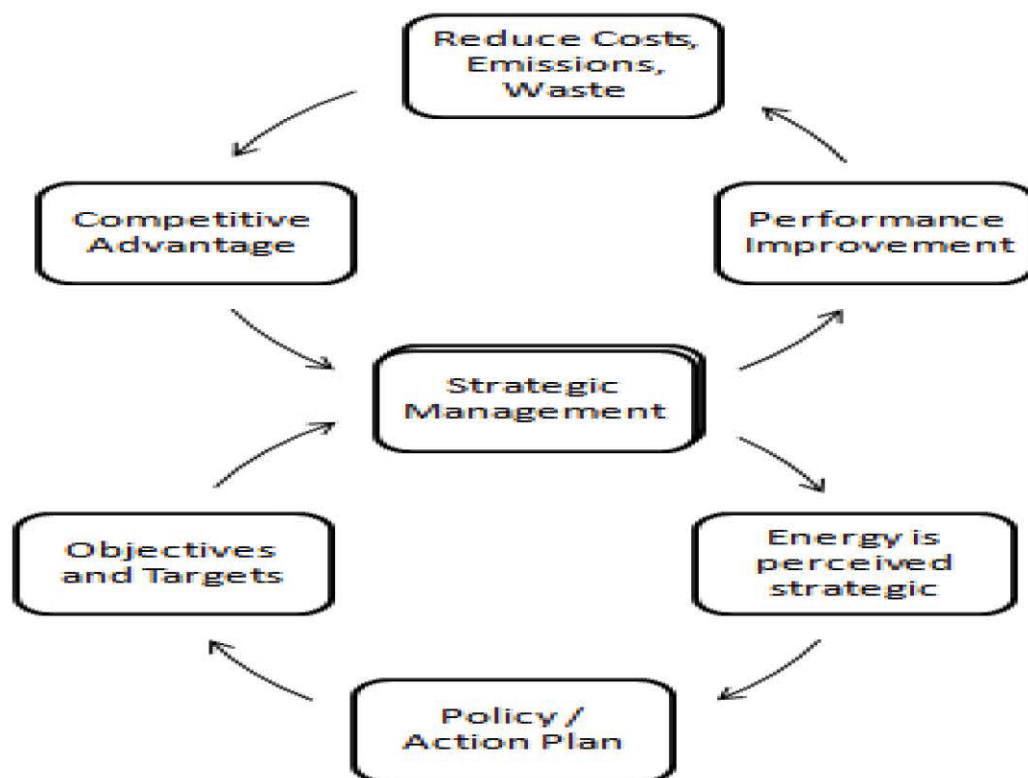 Reduce Costs,
Emissions,
Waste
Competitive
Advantage
Performance
Improvement
Strategic
Management
Objectives
and Targets
Energy is
perceived
strategic
Policy /
Action Plan